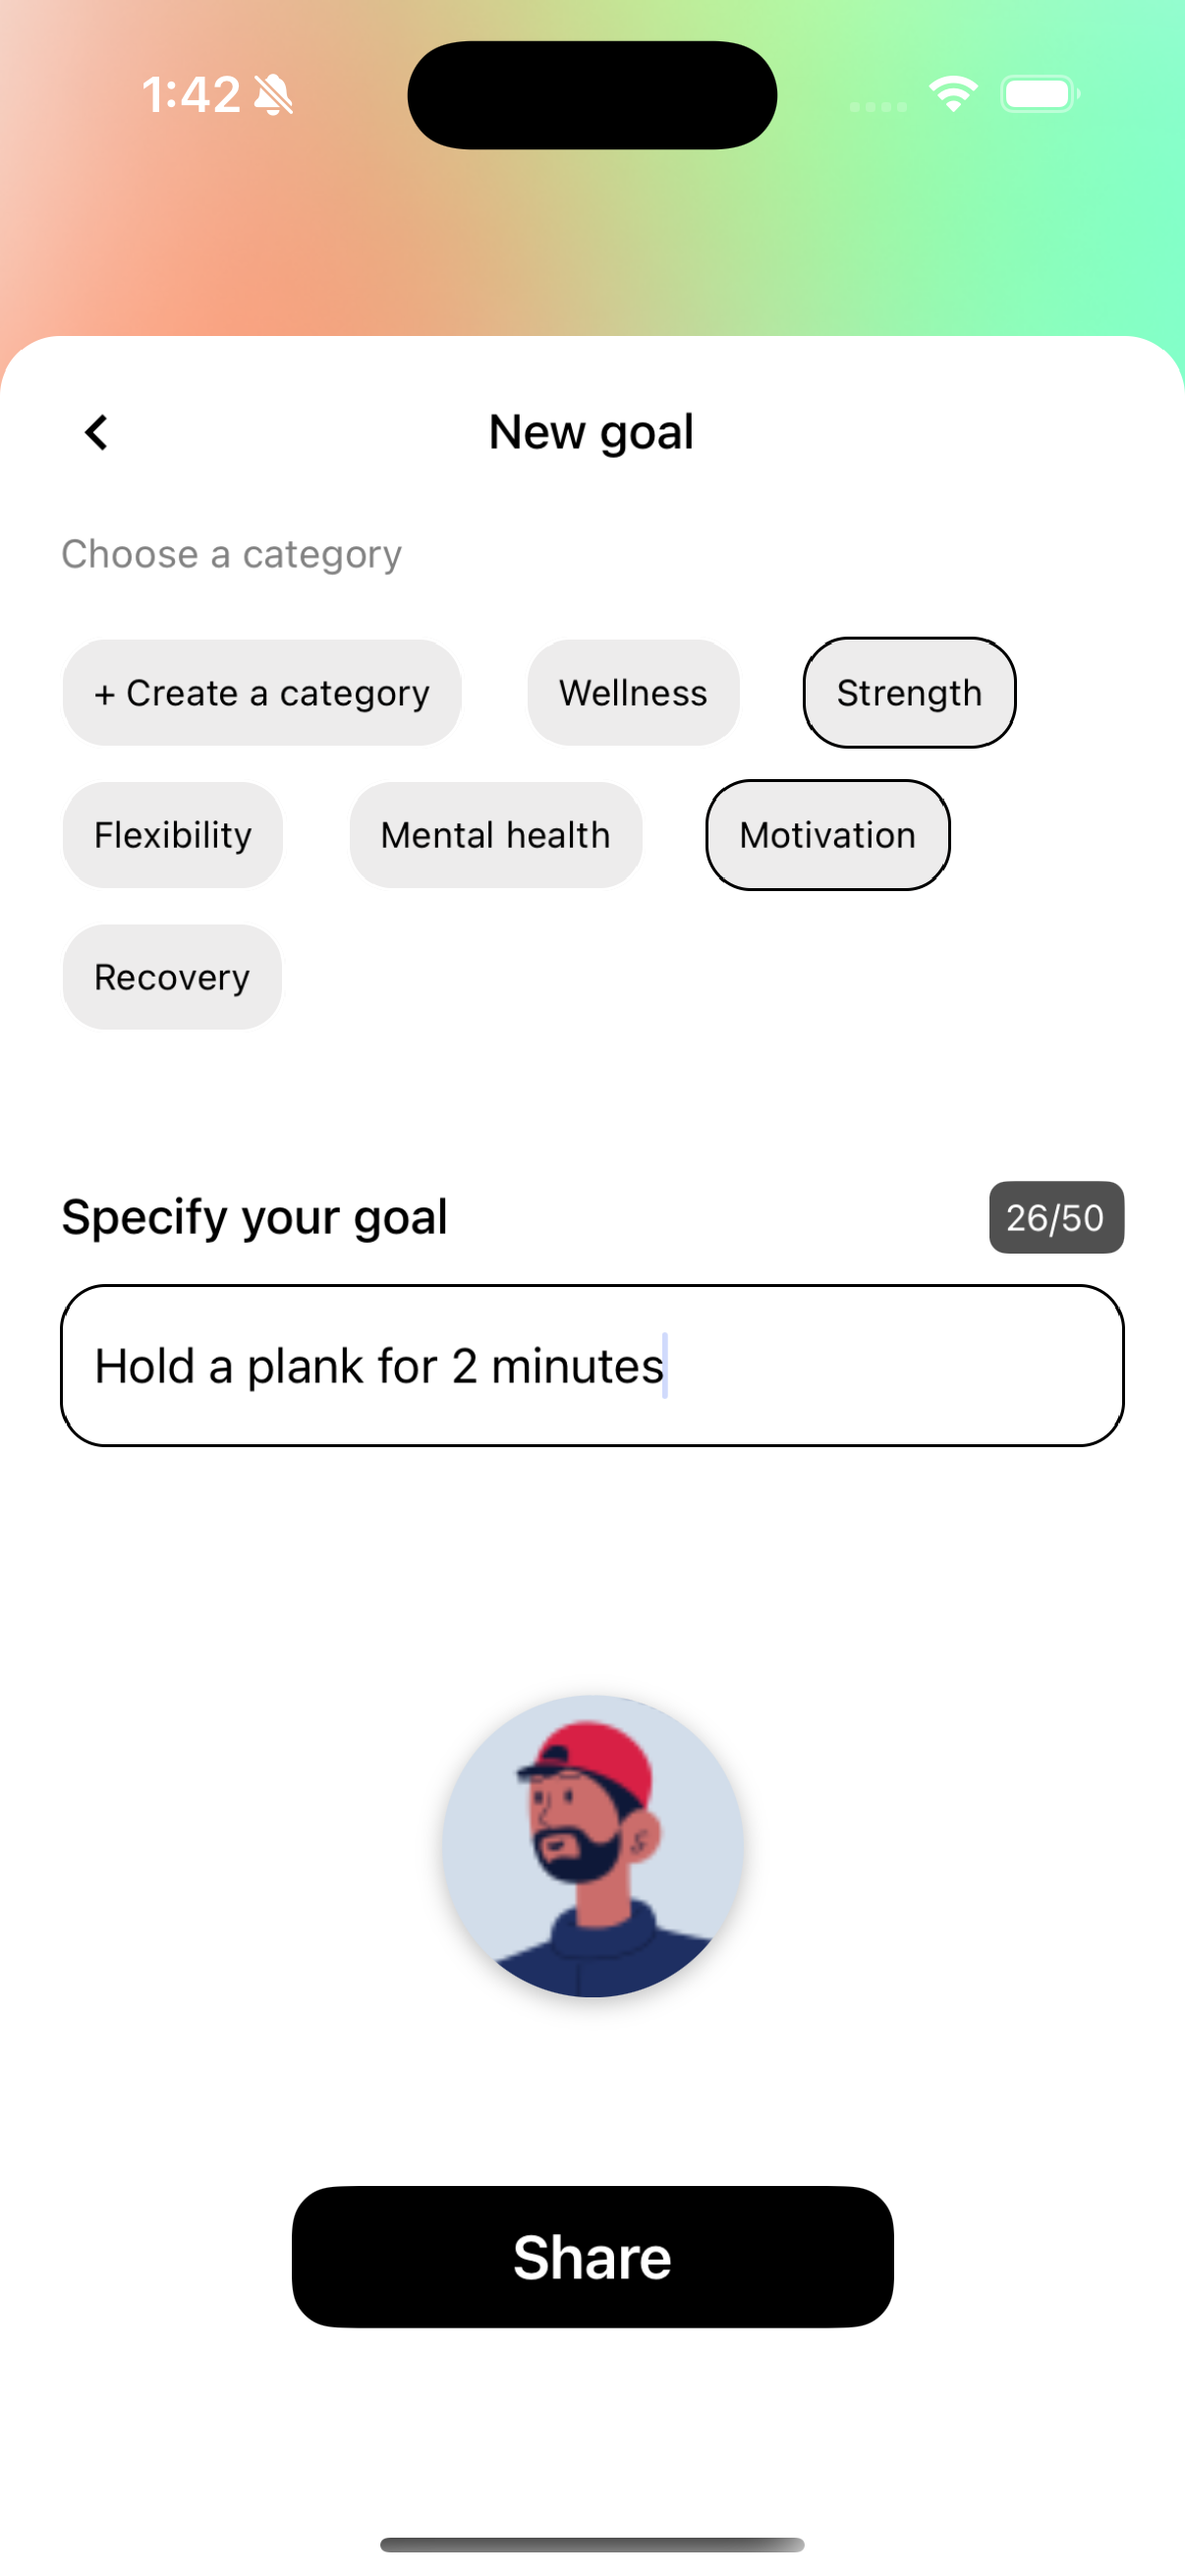 1:42
New goal
Choose a category
+ Create a category Wellness Strength
Flexibility Mental health Motivation
Recovery
Specify your goal 26/50
Hold a plank for 2 minutes
Share